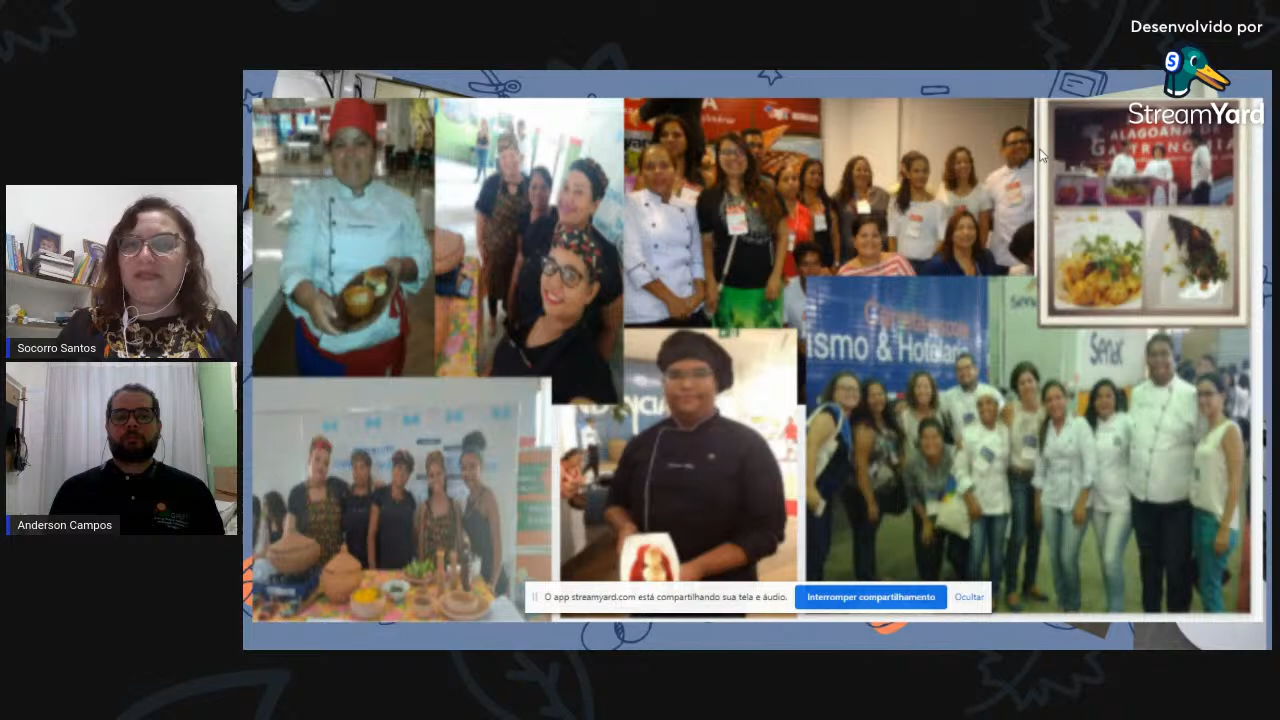 Desenvolvido por
StreamYard
ALAGOANA DE
GASTRONOMIA
ismo & Hotelaria
Senac
Socorro Santos
Anderson Campos
O app streamyard.com está compartilhando sua tela e áudio.
Interromper compartilhamento
Ocultar